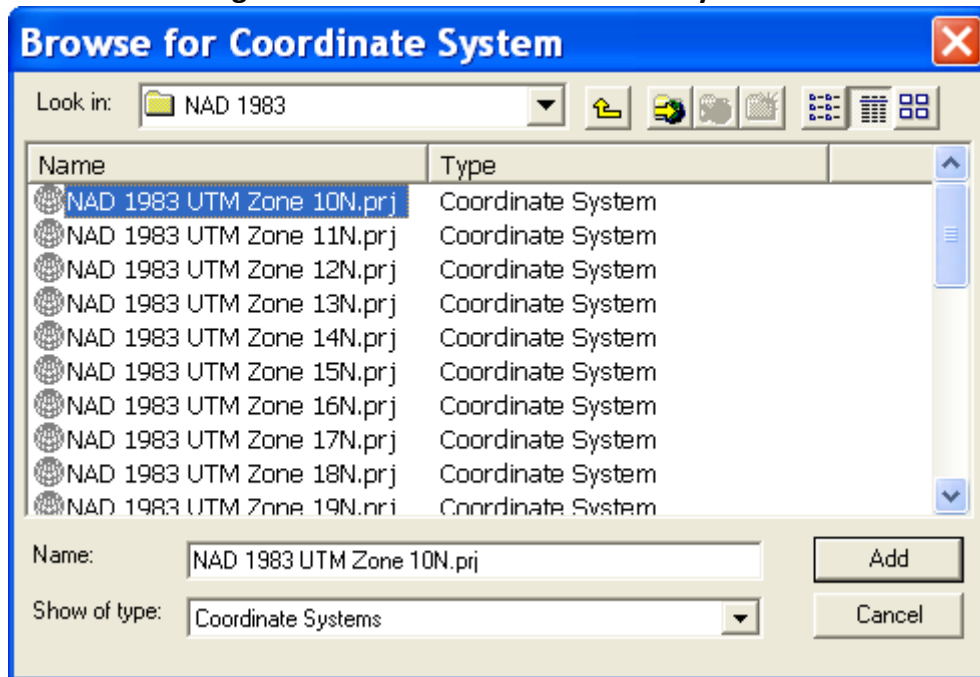 Browse for Coordinate System
Look in: NAD 1983
Name Type
NAD 1983 UTM Zone 10N.prj Coordinate System
NAD 1983 UTM Zone 11N.prj Coordinate System
NAD 1983 UTM Zone 12N.prj Coordinate System
NAD 1983 UTM Zone 13N.prj Coordinate System
NAD 1983 UTM Zone 14N.prj Coordinate System
NAD 1983 UTM Zone 15N.prj Coordinate System
NAD 1983 UTM Zone 16N.prj Coordinate System
NAD 1983 UTM Zone 17N.prj Coordinate System
NAD 1983 UTM Zone 18N.prj Coordinate System
NAD 1983 UTM Zone 19N.prj Coordinate System
Name: NAD 1983 UTM Zone 10N.prj Add
Show of type: Coordinate Systems Cancel